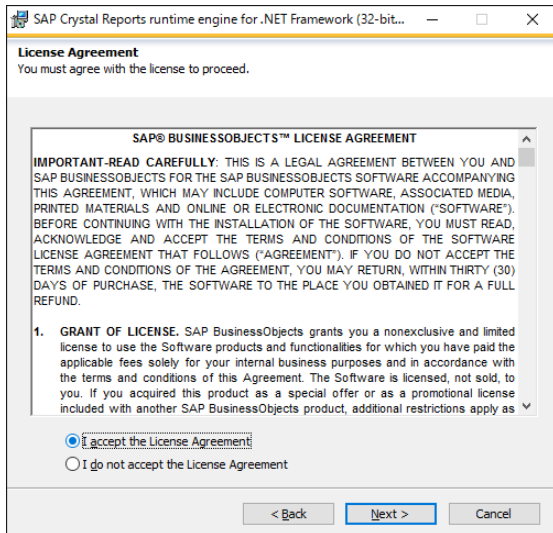 SAP Crystal Reports runtime engine for .NET Framework (32-bit...
License Agreement
You must agree with the license to proceed.
SAP® BUSINESSOBJECTS™ LICENSE AGREEMENT
IMPORTANT-READ CAREFULLY: THIS IS A LEGAL AGREEMENT BETWEEN YOU AND
SAP BUSINESSOBJECTS FOR THE SAP BUSINESSOBJECTS SOFTWARE ACCOMPANYING
THIS AGREEMENT, WHICH MAY INCLUDE COMPUTER SOFTWARE, ASSOCIATED MEDIA,
PRINTED MATERIALS AND ONLINE OR ELECTRONIC DOCUMENTATION (“SOFTWARE”).
BEFORE CONTINUING WITH THE INSTALLATION OF THE SOFTWARE, YOU MUST READ,
ACKNOWLEDGE AND ACCEPT THE TERMS AND CONDITIONS OF THE SOFTWARE
LICENSE AGREEMENT THAT FOLLOWS (“AGREEMENT”). IF YOU DO NOT ACCEPT THE
TERMS AND CONDITIONS OF THE AGREEMENT, YOU MAY RETURN, WITHIN THIRTY (30)
DAYS OF PURCHASE, THE SOFTWARE TO THE PLACE YOU OBTAINED IT FOR A FULL
REFUND.
1. GRANT OF LICENSE. SAP BusinessObjects grants you a nonexclusive and limited
license to use the Software products and functionalities for which you have paid the
applicable fees solely for your internal business purposes and in accordance with
the terms and conditions of this Agreement. The Software is licensed, not sold, to
you. If you acquired this product as a special offer or as a promotional license
included with another SAP BusinessObjects product, additional restrictions apply as
I accept the License Agreement
I do not accept the License Agreement
< Back Next > Cancel